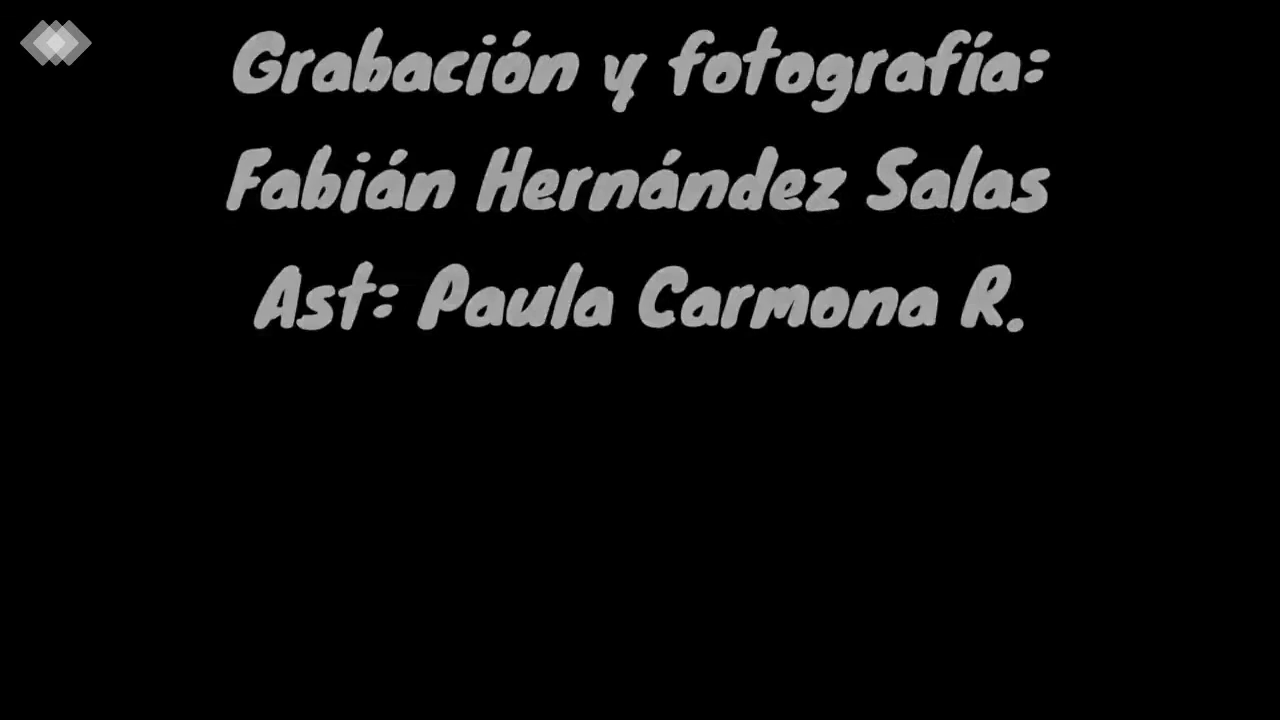 Grabación y fotografía:
Fabián Hernández Salas
Ast: Paula Carmona R.